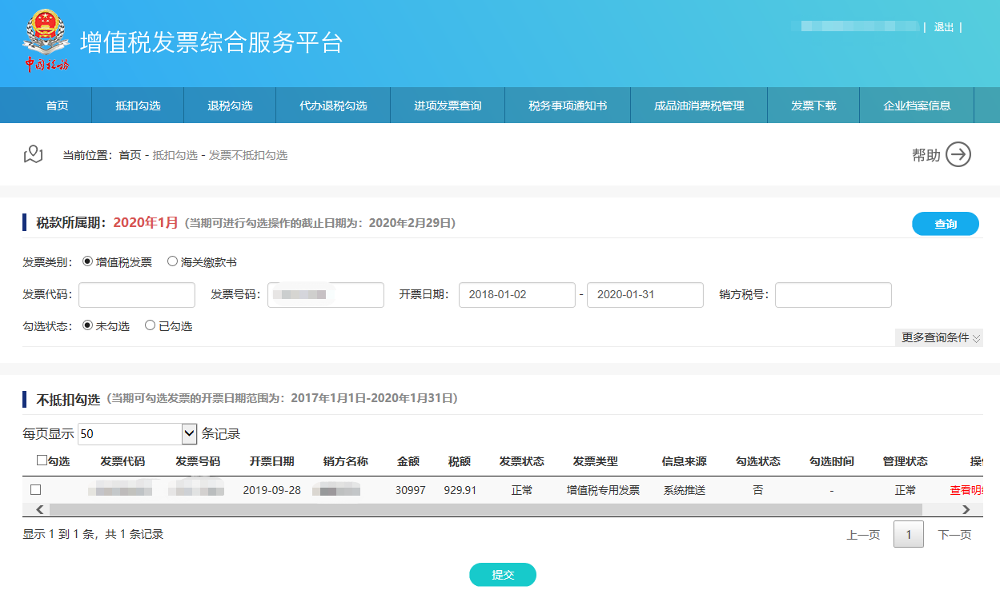 中国税务
增值税发票综合服务平台
| 退出 |
首页 抵扣勾选 退税勾选 代办退税勾选 进项发票查询 税务事项通知书 成品油消费税管理 发票下载 企业档案信息
当前位置：首页 - 抵扣勾选 - 发票不抵扣勾选
帮助
税款所属期：2020年1月（当期可进行勾选操作的截止日期为：2020年2月29日）
查询
发票类别： 增值税发票 海关缴款书
发票代码： 发票号码： 开票日期： 2018-01-02 - 2020-01-31 销方税号：
勾选状态： 未勾选 已勾选
更多查询条件
不抵扣勾选（当期可勾选发票的开票日期范围为：2017年1月1日-2020年1月31日）
每页显示 50 条记录
勾选 发票代码 发票号码 开票日期 销方名称 金额 税额 发票状态 发票类型 信息来源 勾选状态 勾选时间 管理状态 操
2019-09-28 30997 929.91 正常 增值税专用发票 系统推送 否 - 正常 查看明
显示 1 到 1 条，共 1 条记录
上一页 1 下一页
提交